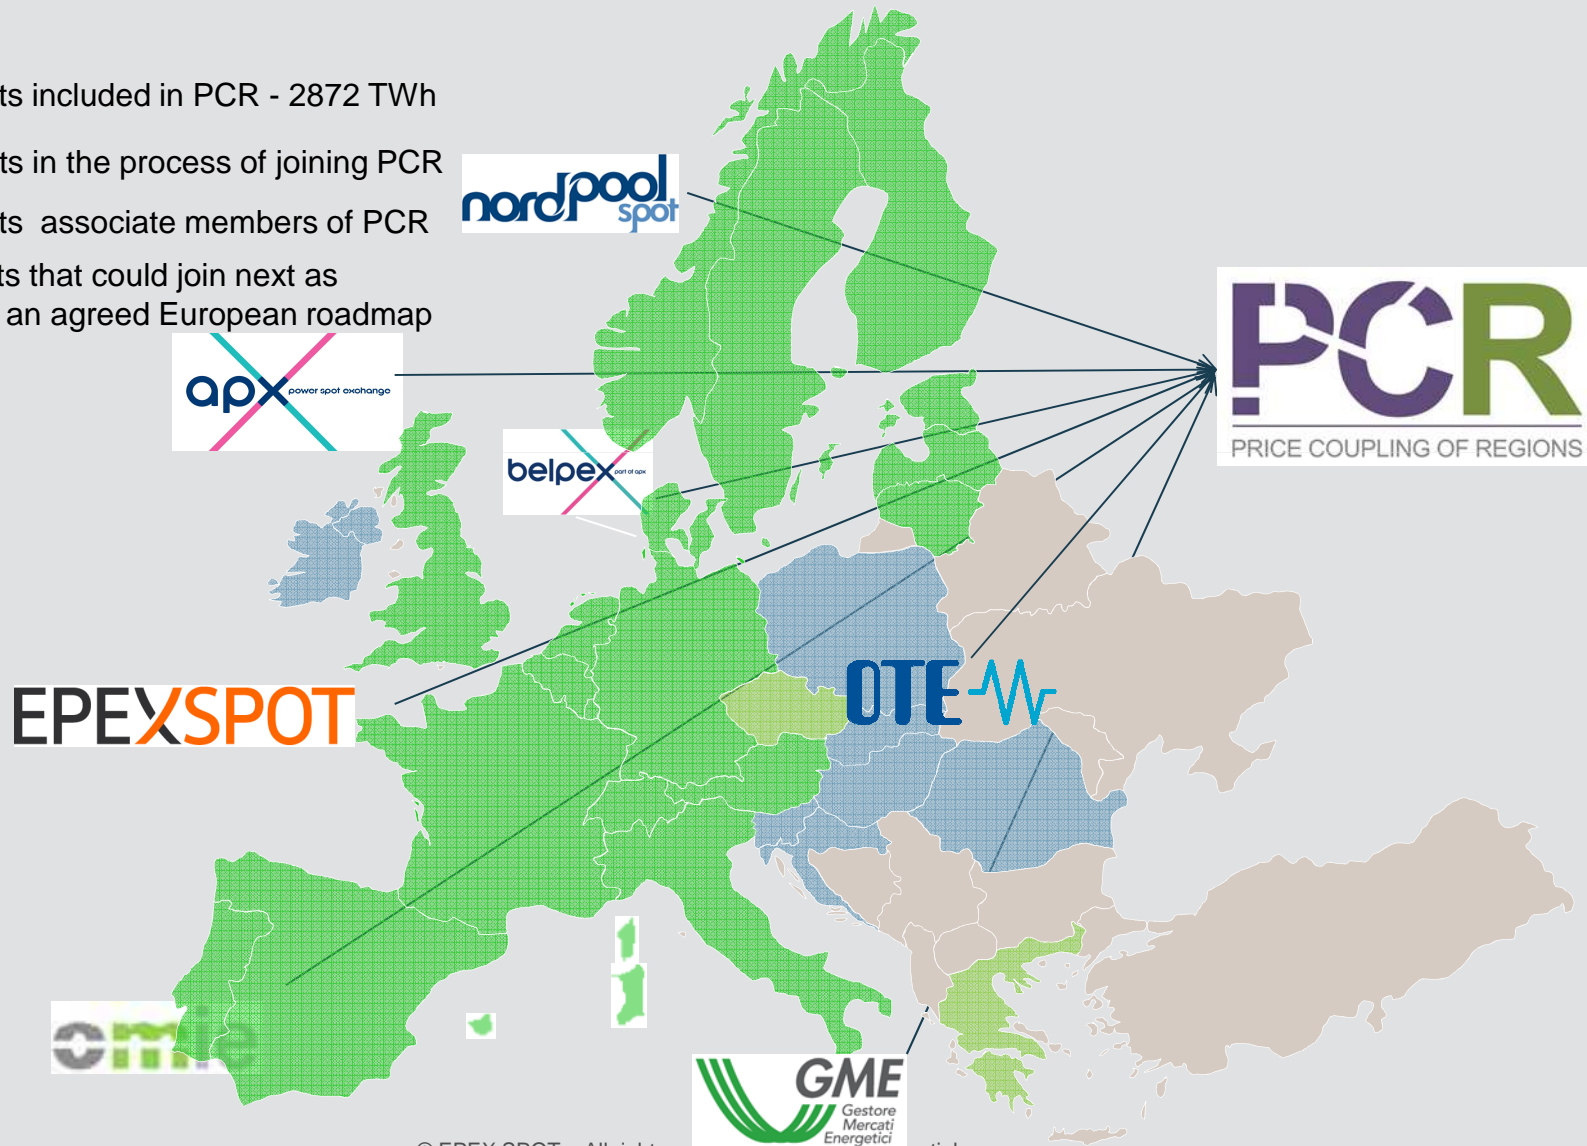 ts included in PCR - 2872 TWh
ts in the process of joining PCR
ts associate members of PCR
ts that could join next as
an agreed European roadmap
nordpool
spot
apx power spot exchange
belpex part of apx
PCR
PRICE COUPLING OF REGIONS
OTE
EPEXSPOT
omie
GME
Gestore
Mercati
Energetici
© EPEX SPOT